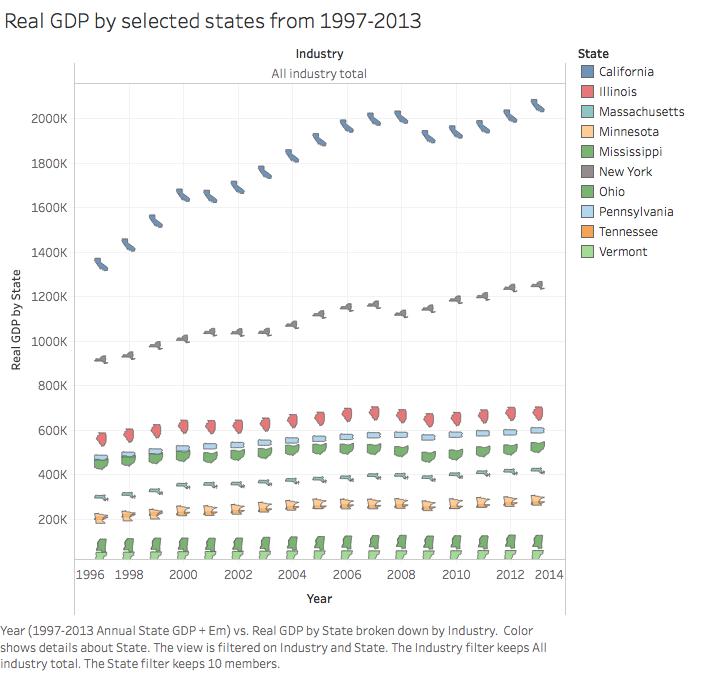 Real GDP by selected states from 1997-2013
Industry
All industry total
Real GDP by State
2000K
1800K
1600K
1400K
1200K
1000K
800K
600K
400K
200K
1996 1998 2000 2002 2004 2006 2008 2010 2012 2014
Year
State
California
Illinois
Massachusetts
Minnesota
Mississippi
New York
Ohio
Pennsylvania
Tennessee
Vermont
Year (1997-2013 Annual State GDP + Em) vs. Real GDP by State broken down by Industry.  Color
shows details about State. The view is filtered on Industry and State. The Industry filter keeps All
industry total. The State filter keeps 10 members.